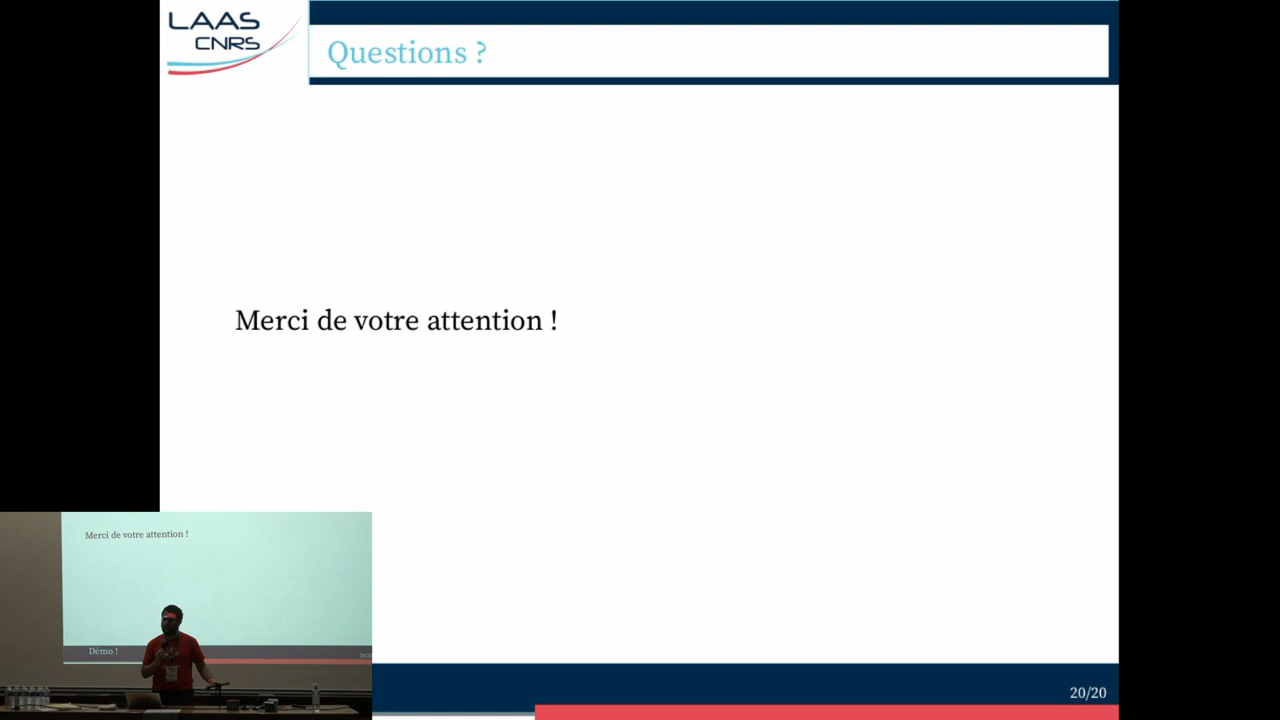 LAAS
CNRS
Questions ?
Merci de votre attention !
Merci de votre attention !
Démo !
20/20